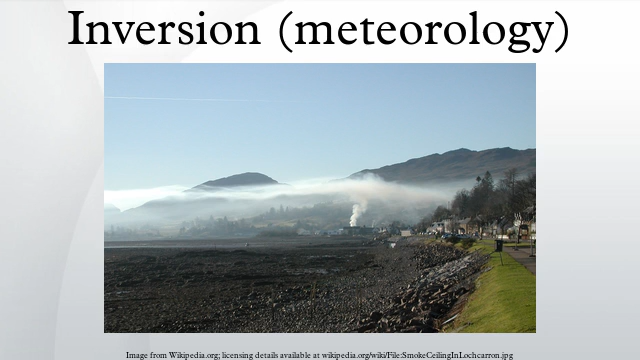 Inversion (meteorology)
Image from Wikipedia.org; licensing details available at wikipedia.org/wiki/File:SmokeCeilingInLochcarron.jpg